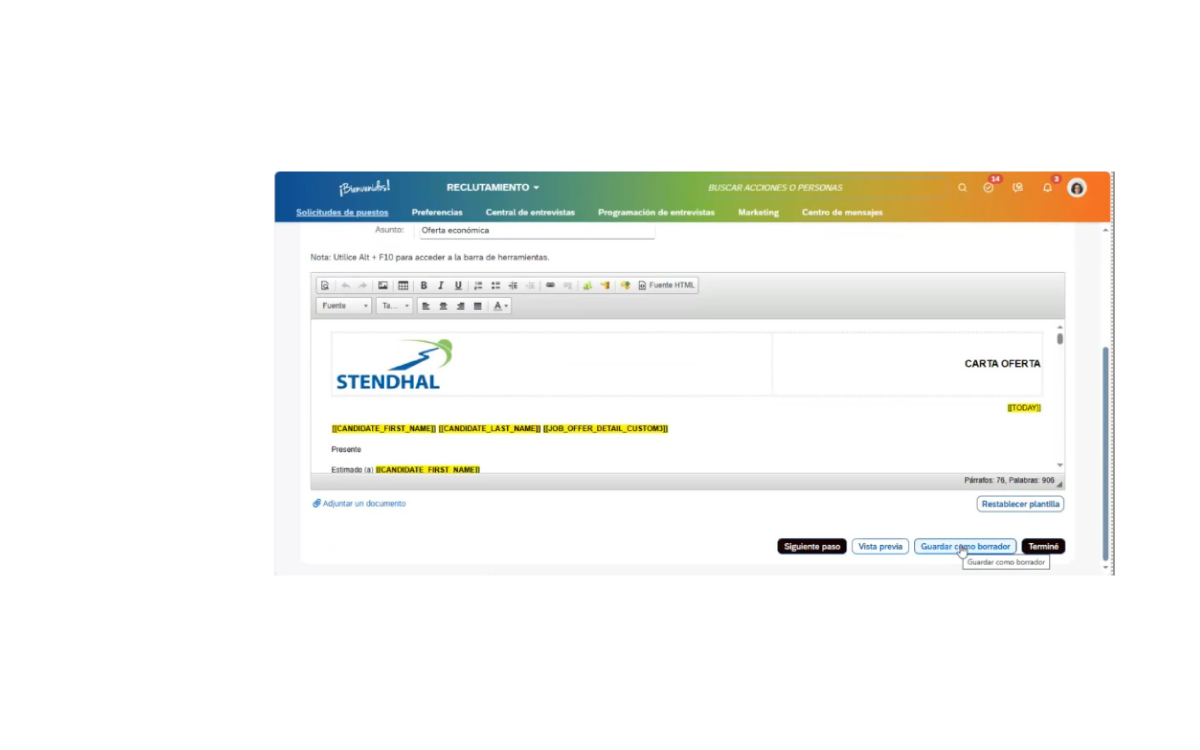 ¡Bienvenidos!
RECLUTAMIENTO
BUSCAR ACCIONES O PERSONAS
14
3
Solicitudes de puestos Preferencias Central de entrevistas Programación de entrevistas Marketing Centro de mensajes
Asunto: Oferta económica
Nota: Utilice Alt + F10 para acceder a la barra de herramientas.
B I U Fuente HTML
Fuente Ta... A
STENDHAL
CARTA OFERTA
[[TODAY]]
[[CANDIDATE_FIRST_NAME]] [[CANDIDATE_LAST_NAME]] [[JOB_OFFER_DETAIL_CUSTOM3]]
Presente
Estimado (a) [[CANDIDATE_FIRST_NAME]]
Párrafos: 76, Palabras: 906
Adjuntar un documento
Restablecer plantilla
Siguiente paso Vista previa Guardar como borrador Terminé
Guardar como borrador